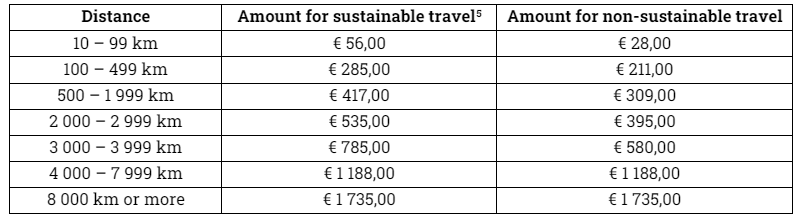 Distance Amount for sustainable travel⁵ Amount for non-sustainable travel
10 – 99 km € 56,00 € 28,00
100 – 499 km € 285,00 € 211,00
500 – 1 999 km € 417,00 € 309,00
2 000 – 2 999 km € 535,00 € 395,00
3 000 – 3 999 km € 785,00 € 580,00
4 000 – 7 999 km € 1 188,00 € 1 188,00
8 000 km or more € 1 735,00 € 1 735,00